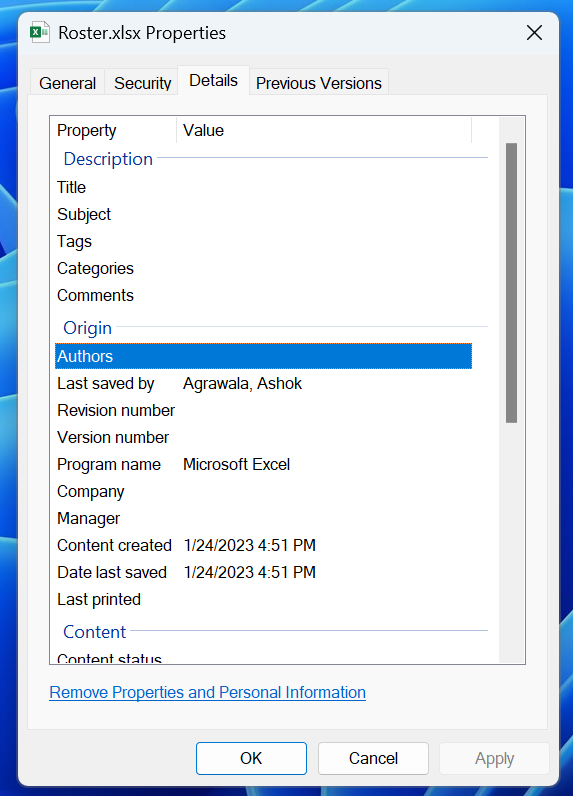 Roster.xlsx Properties
General Security Details Previous Versions
Property Value
Description
Title
Subject
Tags
Categories
Comments
Origin
Authors
Last saved by Agrawala, Ashok
Revision number
Version number
Program name Microsoft Excel
Company
Manager
Content created 1/24/2023 4:51 PM
Date last saved 1/24/2023 4:51 PM
Last printed
Content
Content status
Remove Properties and Personal Information
OK Cancel Apply